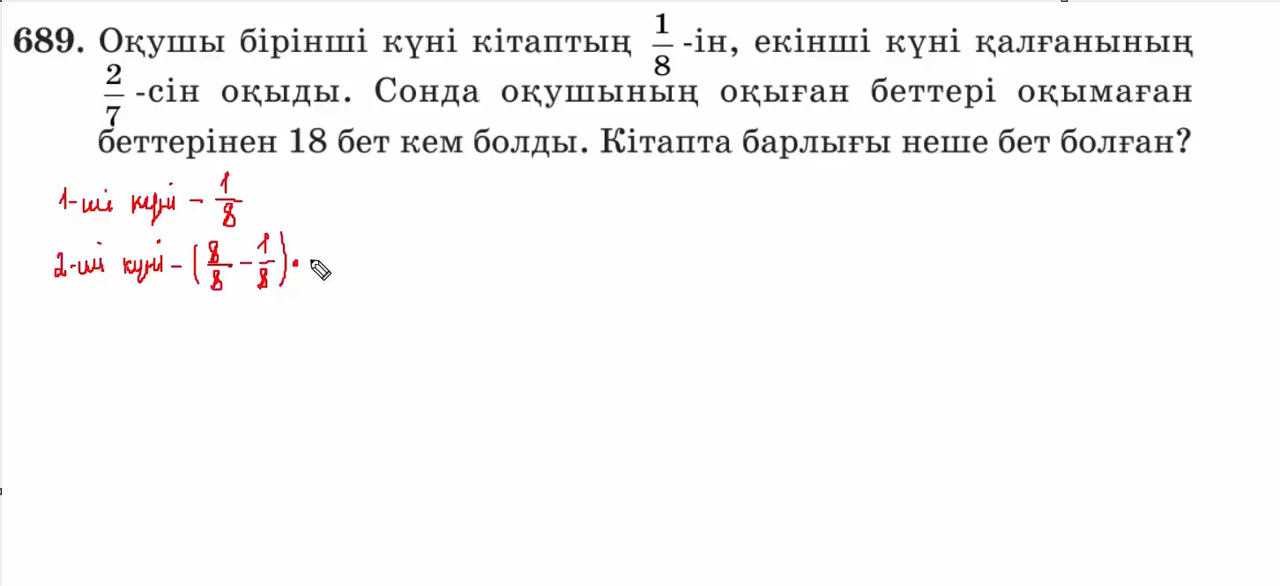 689. Оқушы бірінші күні кітаптың 1/8 -ін, екінші күні қалғанының
2/7 -сін оқыды. Сонда оқушының оқыған беттері оқымаған
беттерінен 18 бет кем болды. Кітапта барлығы неше бет болған?
1-ші күні - 1/8
2-ші күні - (8/8 - 1/8) ·